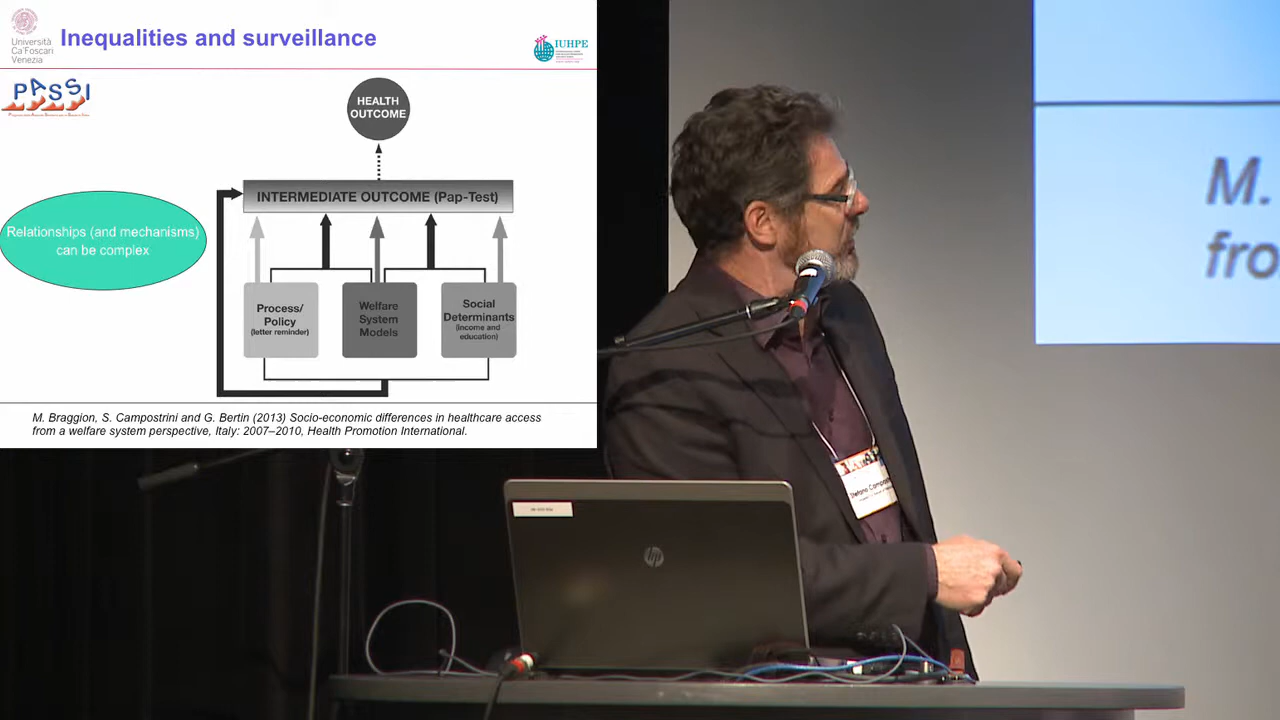 Università
Ca'Foscari
Venezia
Inequalities and surveillance
IUHPE
PASSI
HEALTH
OUTCOME
INTERMEDIATE OUTCOME (Pap-Test)
Relationships (and mechanisms)
can be complex
Process/
Policy
(letter reminder)
Welfare
System
Models
Social
Determinants
(income and
education)
M. Braggion, S. Campostrini and G. Bertin (2013) Socio-economic differences in healthcare access
from a welfare system perspective, Italy: 2007–2010, Health Promotion International.
M.
fro
Stefano
hp